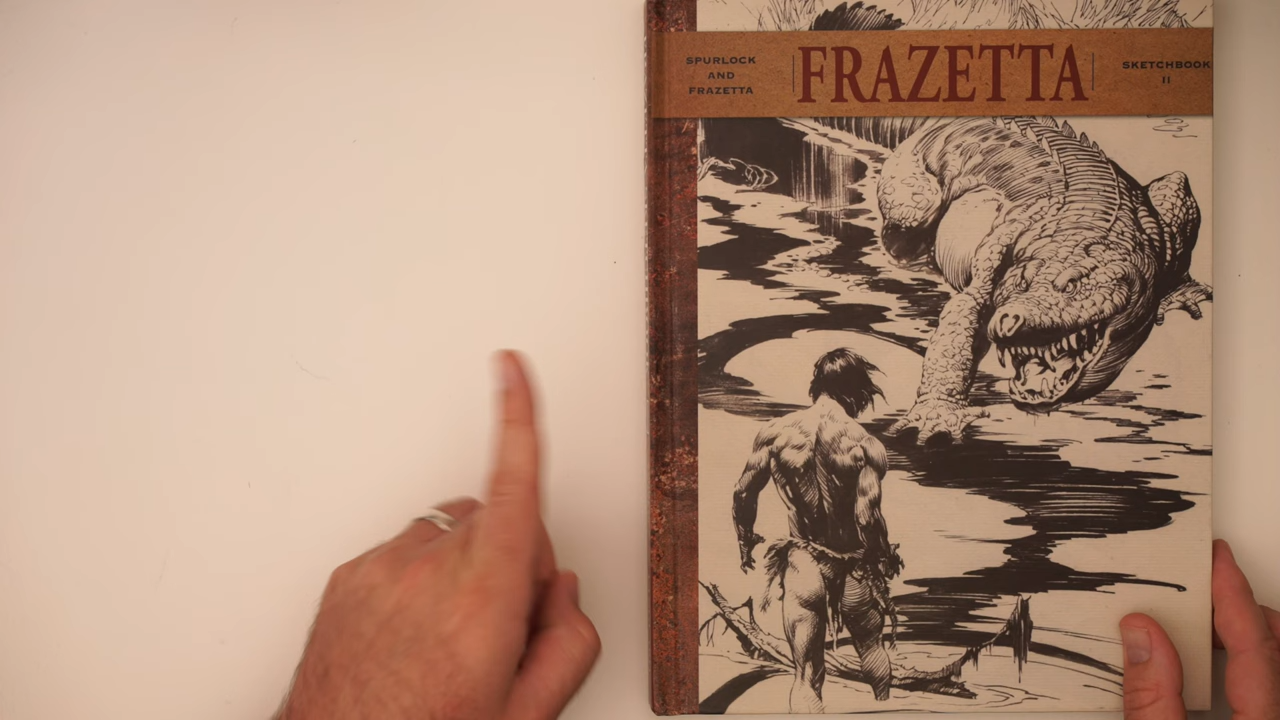 SPURLOCK
AND
FRAZETTA
FRAZETTA
SKETCHBOOK
II